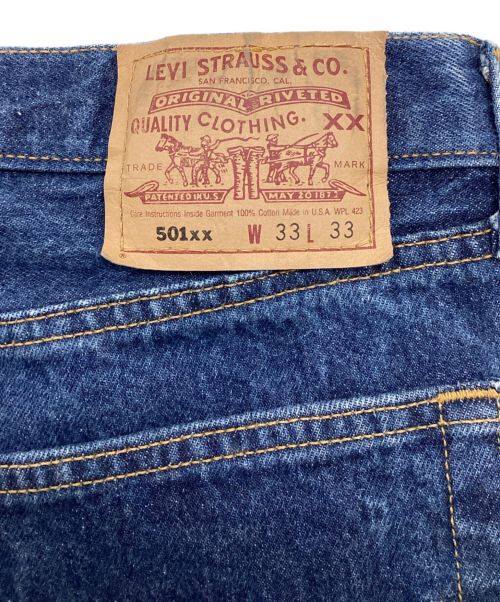 LEVI STRAUSS & CO.
SAN FRANCISCO, CAL.
ORIGINAL RIVETED
QUALITY CLOTHING. XX
TRADE MARK
PATENTED IN U.S. MAY 20 1873
Care Instructions Inside Garment 100% Cotton Made in U.S.A. WPL 423
501xx W 33 L 33
®